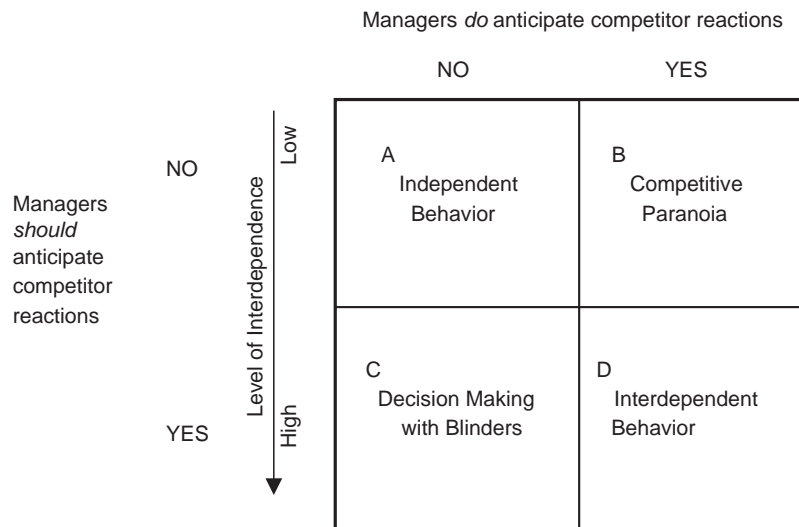 Managers do anticipate competitor reactions
NO
YES
Managers
should
anticipate
competitor
reactions
NO
YES
Level of Interdependence
Low
High
A
Independent
Behavior
B
Competitive
Paranoia
C
Decision Making
with Blinders
D
Interdependent
Behavior